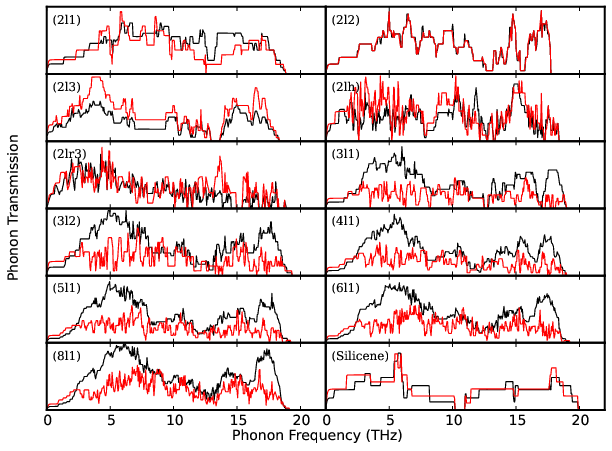 (2l1)
(2l2)
(2l3)
(2lh)
(2lr3)
(3l1)
(3l2)
(4l1)
(5l1)
(6l1)
(8l1)
(Silicene)
Phonon Transmission
0 5 10 15 20
0 5 10 15 20
Phonon Frequency (THz)